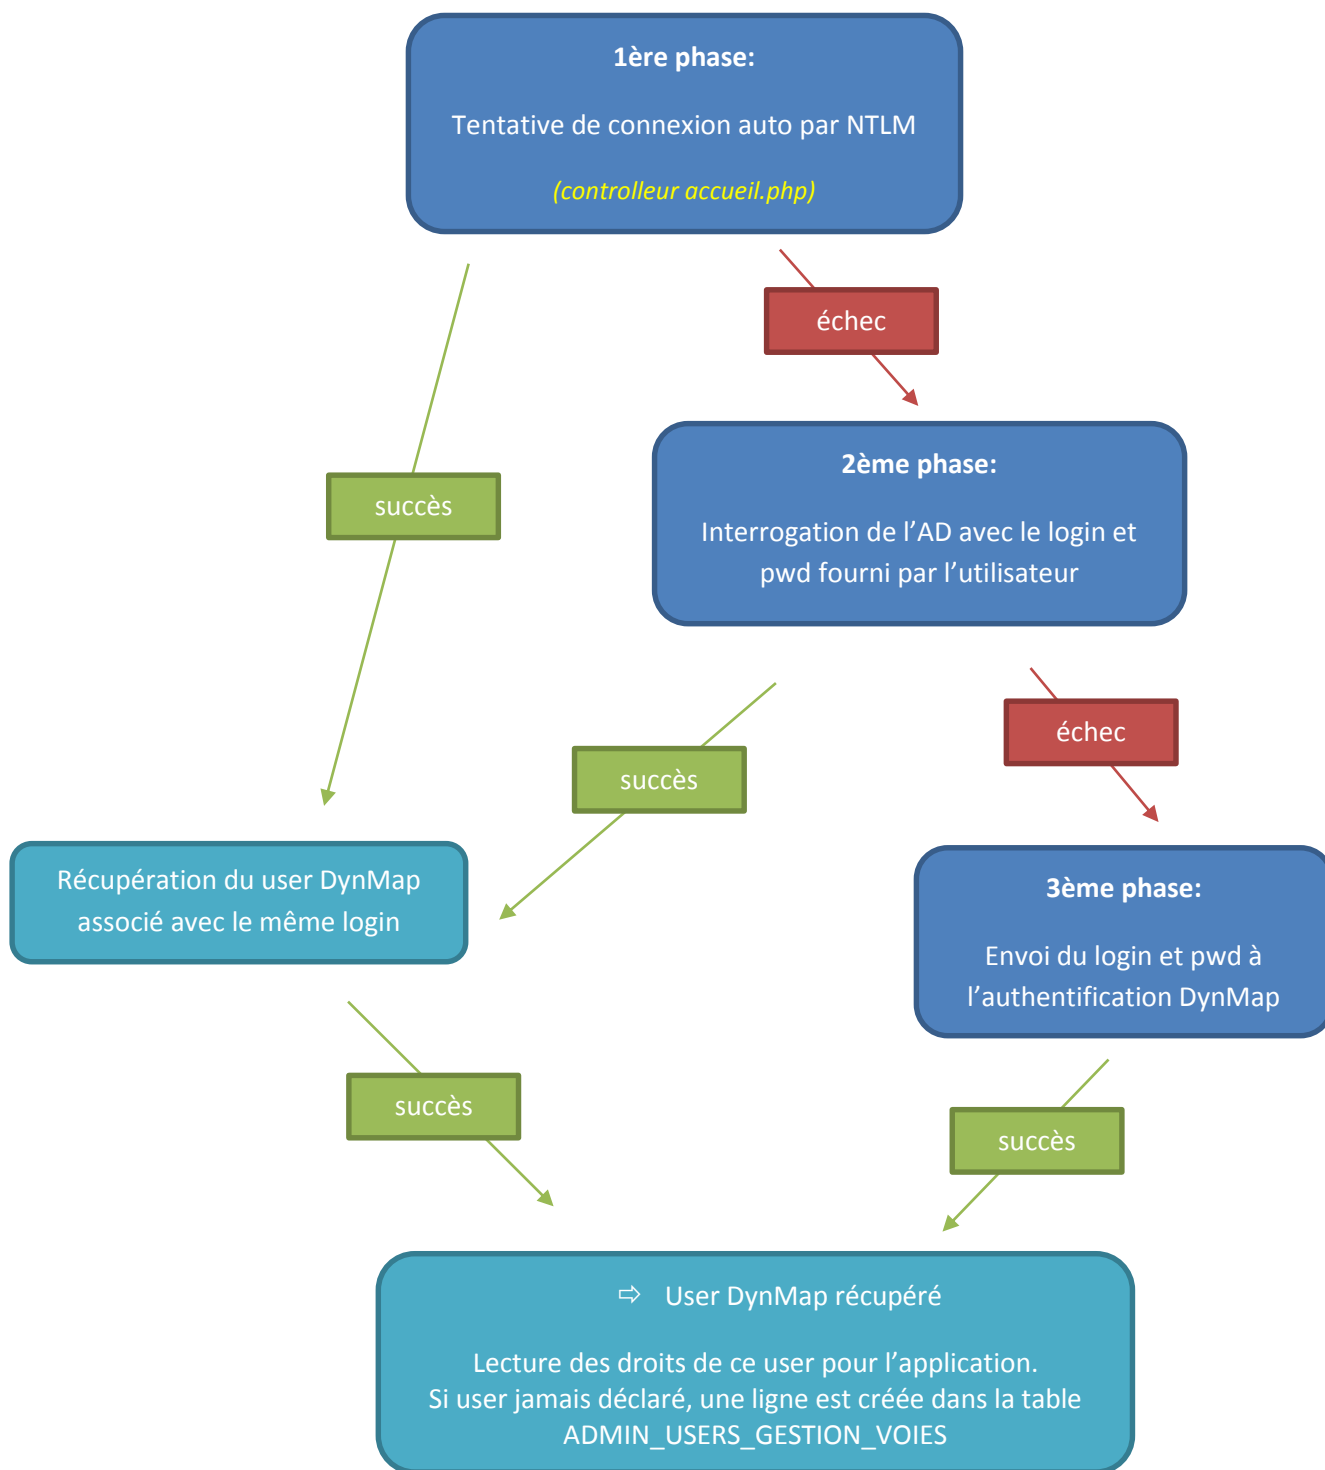 1ère phase:
Tentative de connexion auto par NTLM
(controlleur accueil.php)
échec
2ème phase:
Interrogation de l’AD avec le login et
pwd fourni par l’utilisateur
succès
échec
succès
Récupération du user DynMap
associé avec le même login
3ème phase:
Envoi du login et pwd à
l’authentification DynMap
succès
succès
⇨ User DynMap récupéré
Lecture des droits de ce user pour l’application.
Si user jamais déclaré, une ligne est créée dans la table
ADMIN_USERS_GESTION_VOIES